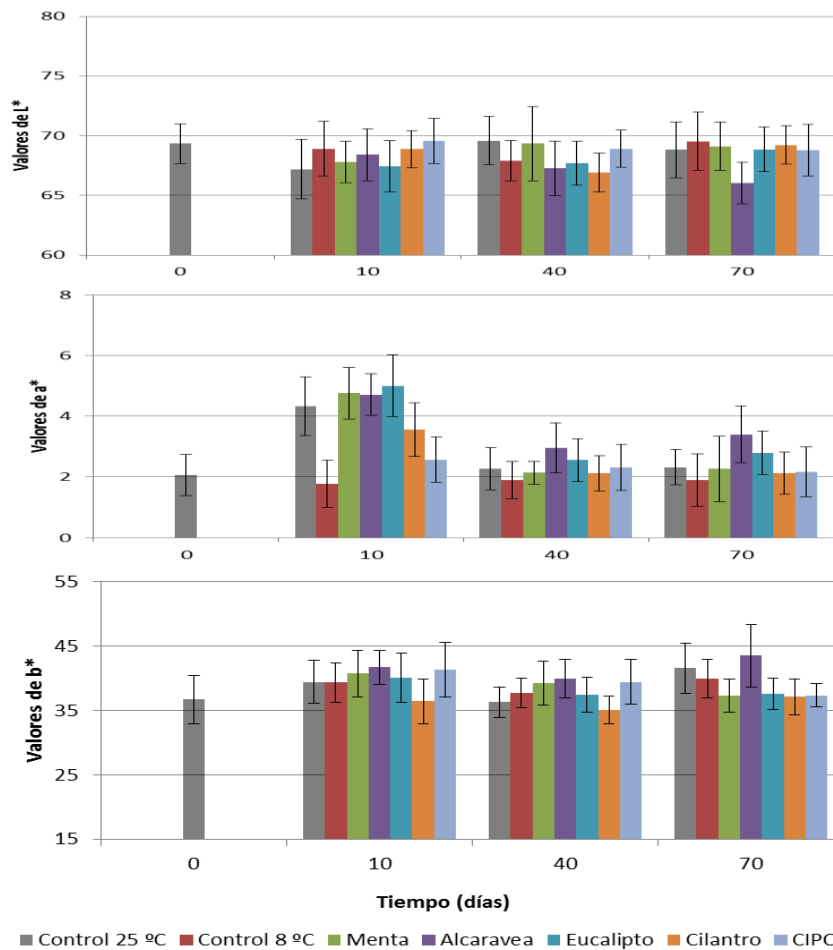 Valores de L*
80
75
70
65
60
0 10 40 70
Valores de a*
8
6
4
2
0
0 10 40 70
Valores de b*
55
45
35
25
15
0 10 40 70
Tiempo (días)
Control 25 ºC Control 8 ºC Menta Alcaravea Eucalipto Cilantro CIPC